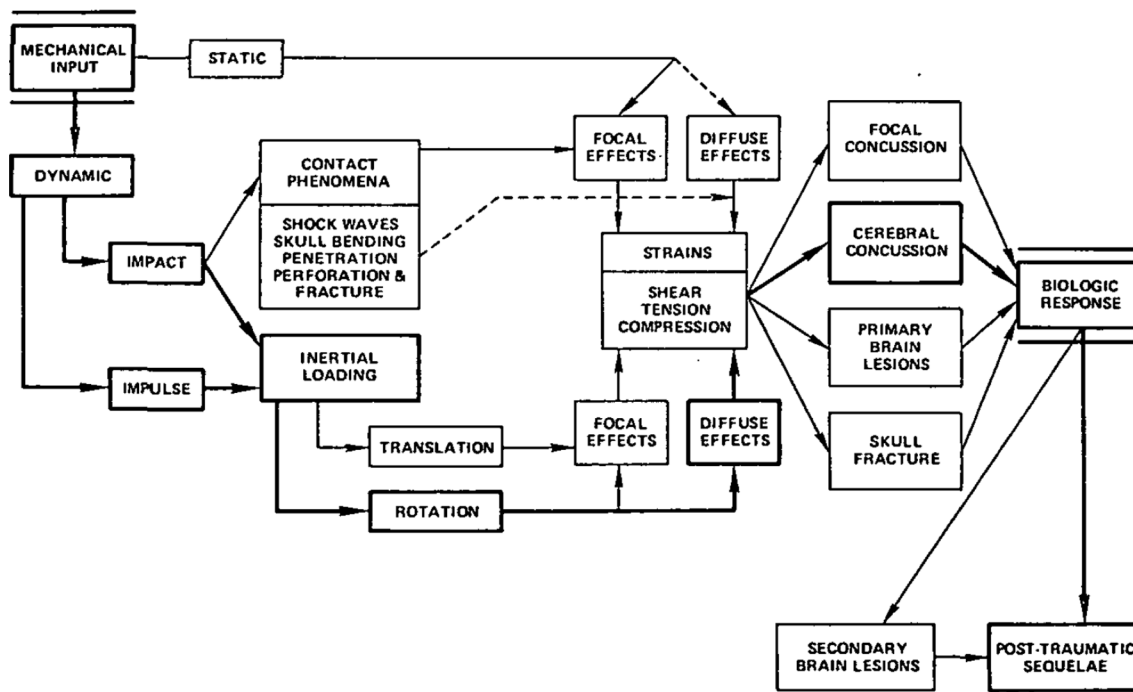 MECHANICAL
INPUT
STATIC
DYNAMIC
IMPACT
IMPULSE
CONTACT
PHENOMENA
SHOCK WAVES
SKULL BENDING
PENETRATION
PERFORATION &
FRACTURE
INERTIAL
LOADING
TRANSLATION
ROTATION
FOCAL
EFFECTS
DIFFUSE
EFFECTS
STRAINS
SHEAR
TENSION
COMPRESSION
FOCAL
EFFECTS
DIFFUSE
EFFECTS
FOCAL
CONCUSSION
CEREBRAL
CONCUSSION
PRIMARY
BRAIN
LESIONS
SKULL
FRACTURE
BIOLOGIC
RESPONSE
SECONDARY
BRAIN LESIONS
POST-TRAUMATIC
SEQUELAE